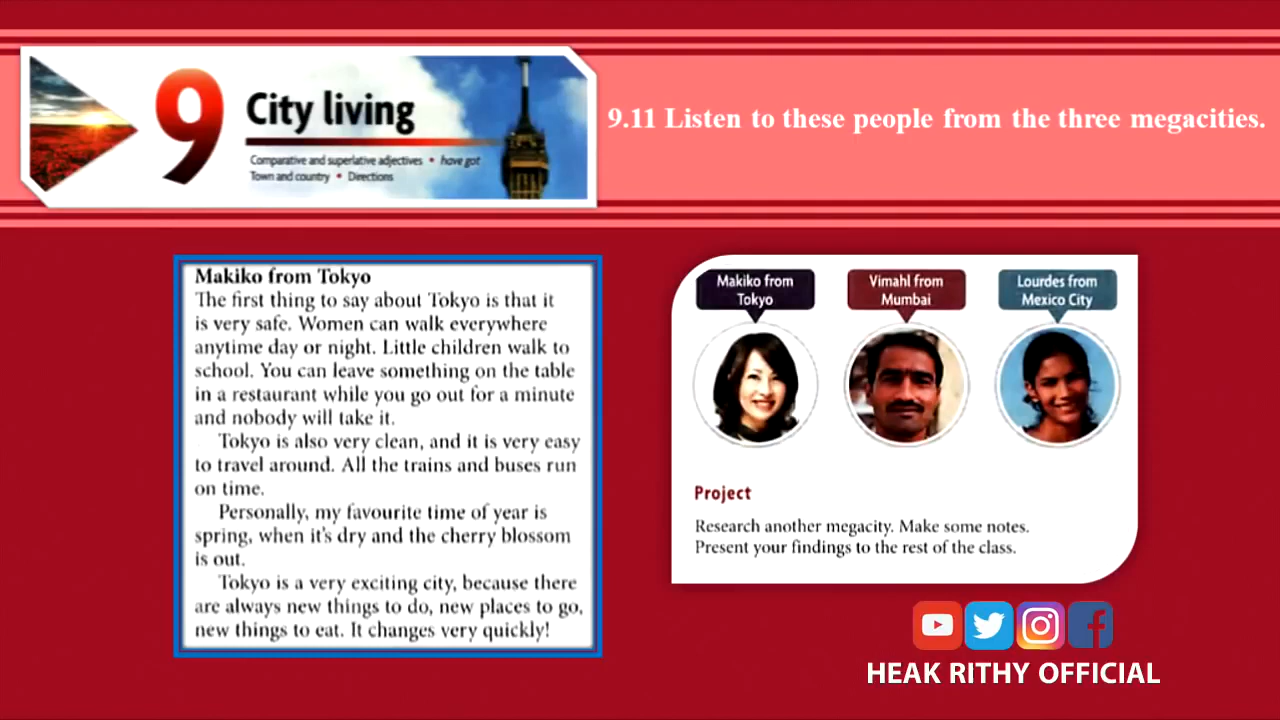 9
City living
Comparative and superlative adjectives • have got
Town and country • Directions
9.11 Listen to these people from the three megacities.
Makiko from Tokyo
The first thing to say about Tokyo is that it
is very safe. Women can walk everywhere
anytime day or night. Little children walk to
school. You can leave something on the table
in a restaurant while you go out for a minute
and nobody will take it.
Tokyo is also very clean, and it is very easy
to travel around. All the trains and buses run
on time.
Personally, my favourite time of year is
spring, when it's dry and the cherry blossom
is out.
Tokyo is a very exciting city, because there
are always new things to do, new places to go,
new things to eat. It changes very quickly!
Makiko from
Tokyo
Vimahl from
Mumbai
Lourdes from
Mexico City
Project
Research another megacity. Make some notes.
Present your findings to the rest of the class.
HEAK RITHY OFFICIAL